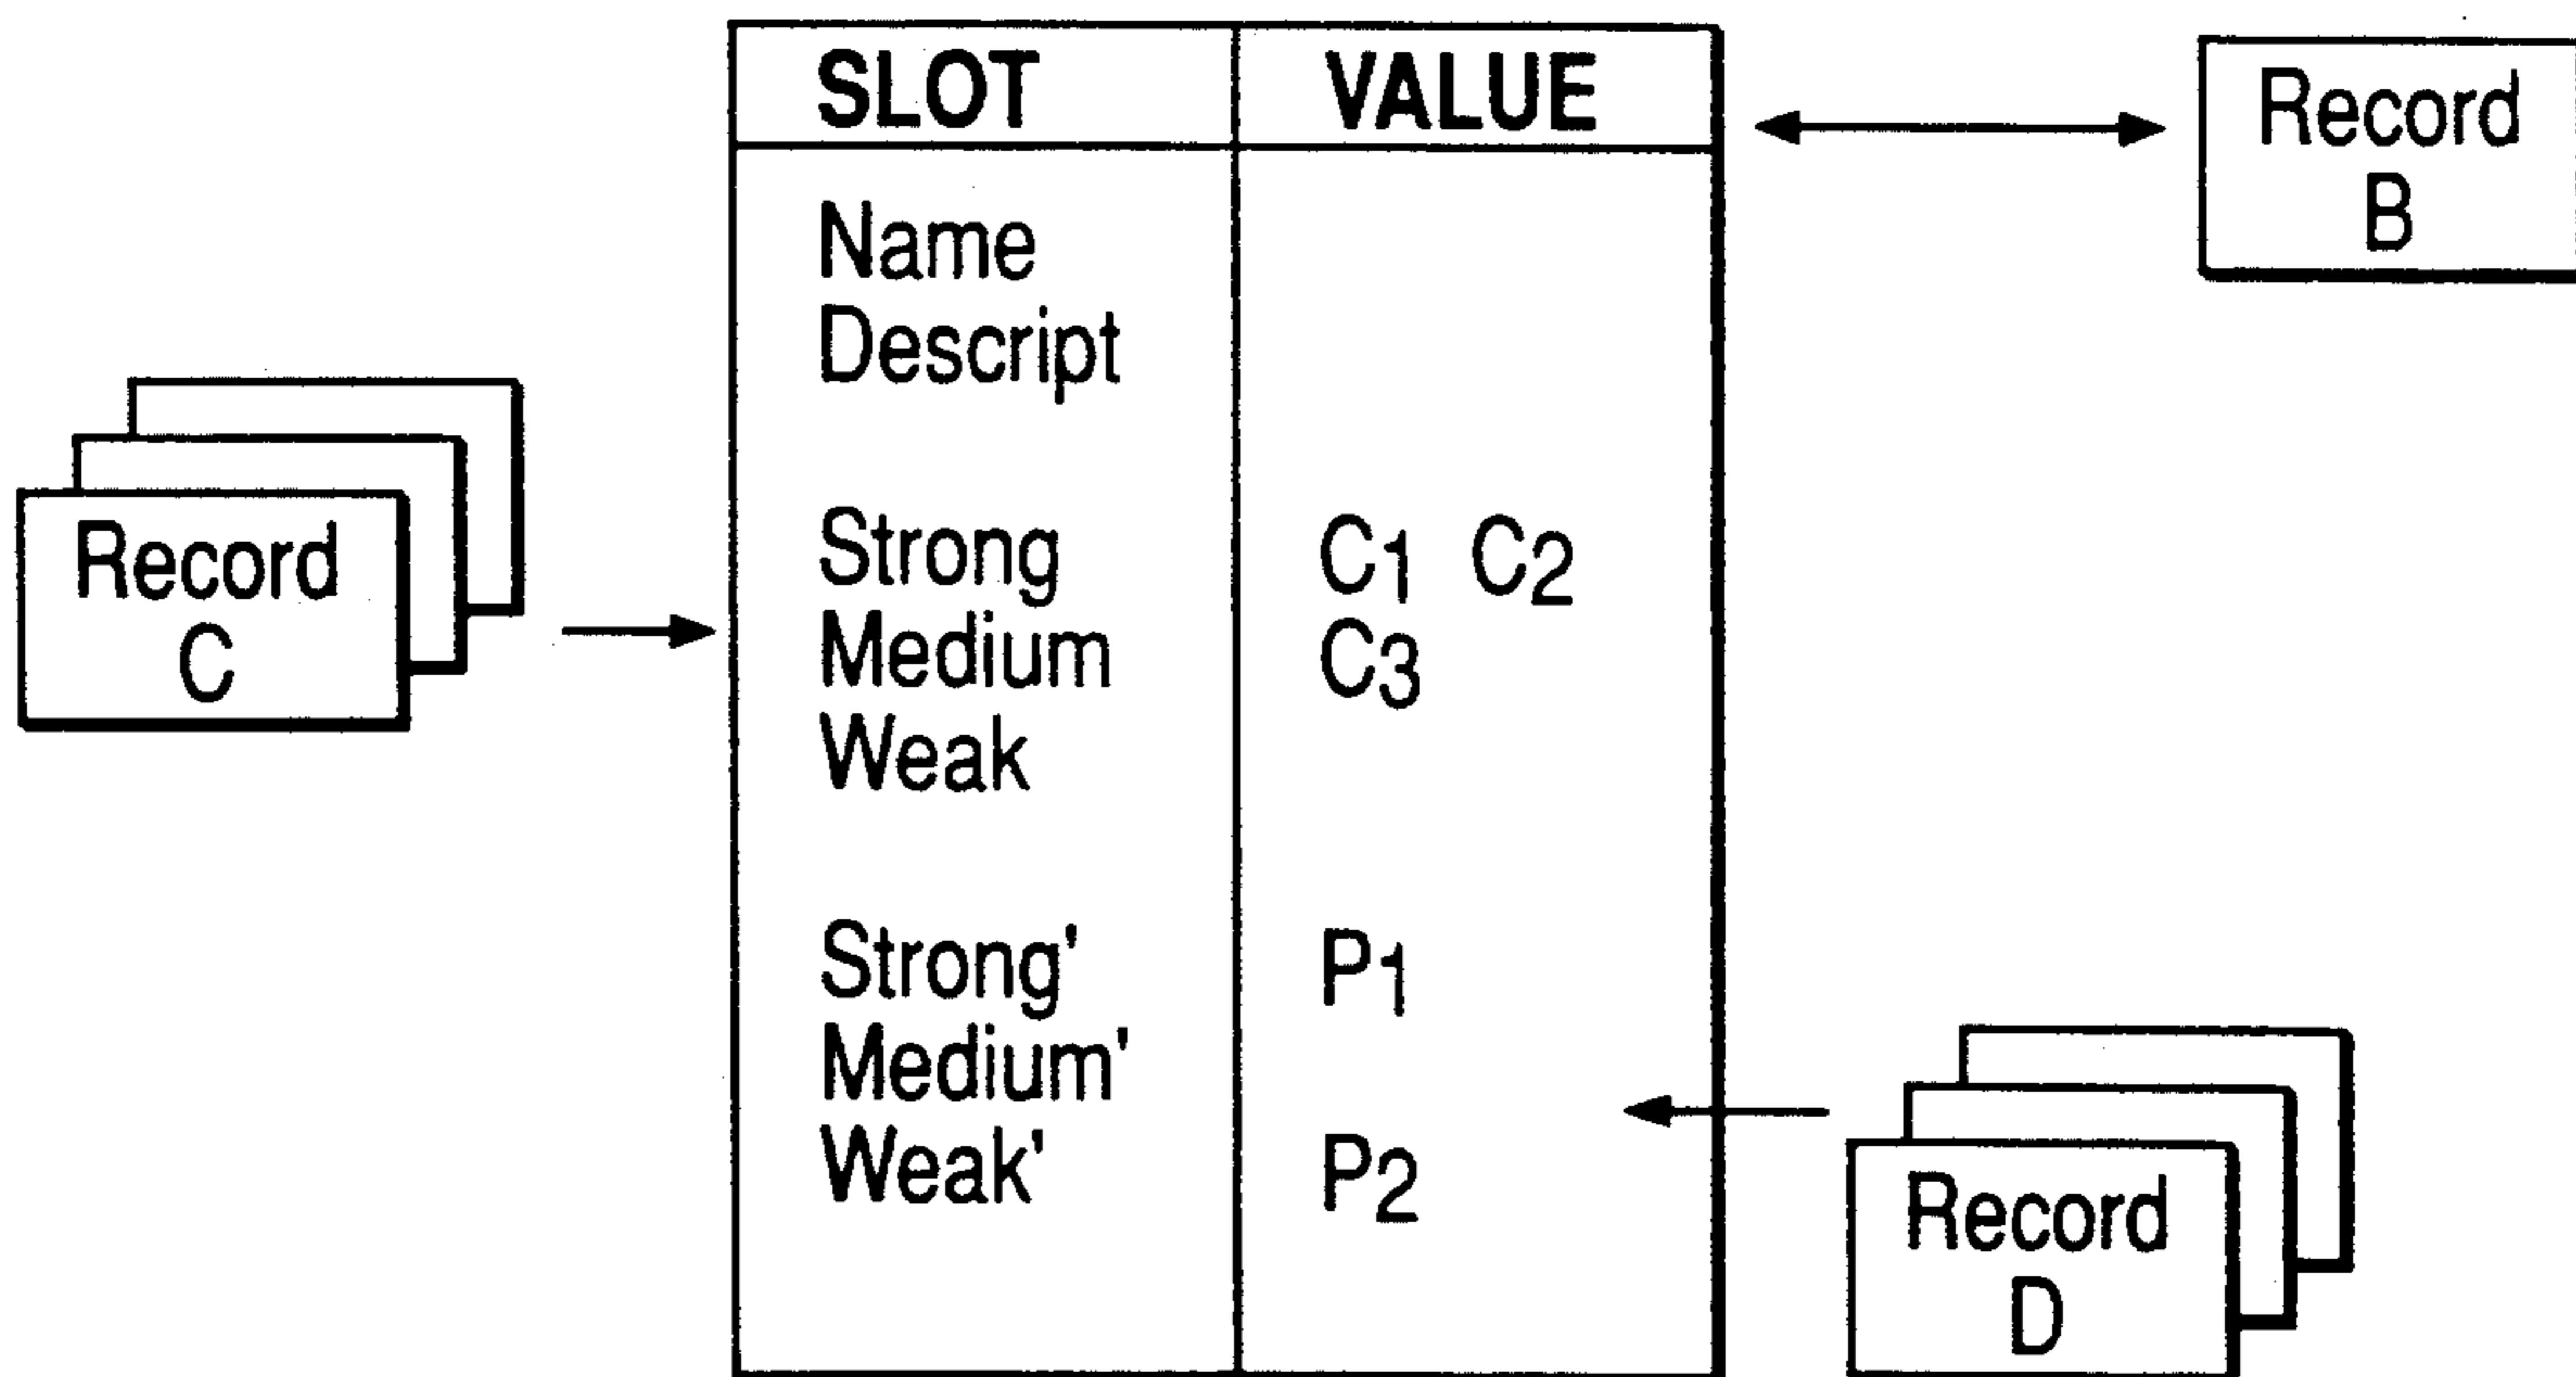 SLOT VALUE
Name
Descript
Strong C1 C2
Medium C3
Weak
Strong' P1
Medium'
Weak' P2
Record
B
Record
C
Record
D